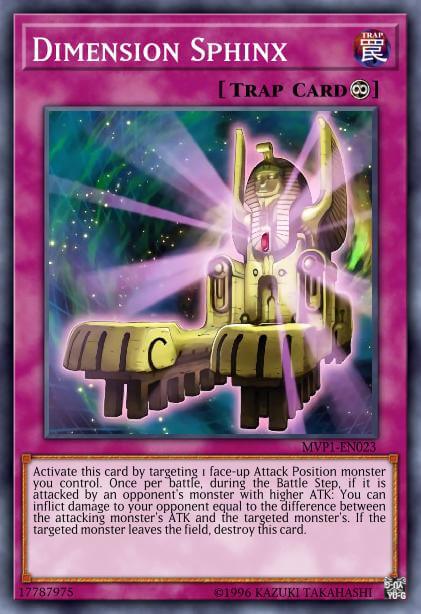 DIMENSION SPHINX
TRAP
罠
[TRAP CARD]
MVP1-EN023
Activate this card by targeting 1 face-up Attack Position monster
you control. Once per battle, during the Battle Step, if it is
attacked by an opponent's monster with higher ATK: You can
inflict damage to your opponent equal to the difference between
the attacking monster's ATK and the targeted monster's. If the
targeted monster leaves the field, destroy this card.
17787975
©1996 KAZUKI TAKAHASHI